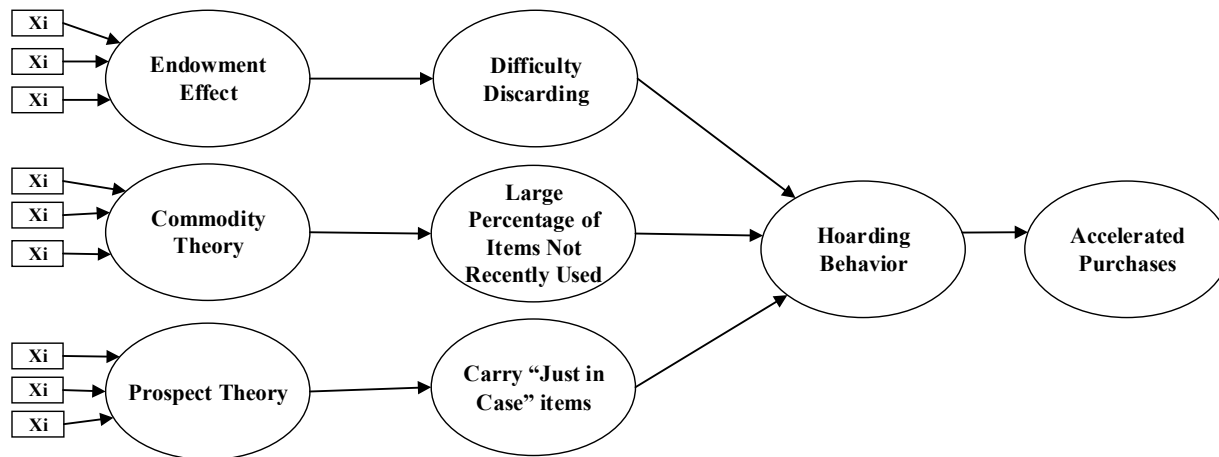 Xi
Xi
Xi
Endowment
Effect
Difficulty
Discarding
Xi
Xi
Xi
Commodity
Theory
Large
Percentage of
Items Not
Recently Used
Hoarding
Behavior
Accelerated
Purchases
Xi
Xi
Xi
Prospect Theory
Carry “Just in
Case” items